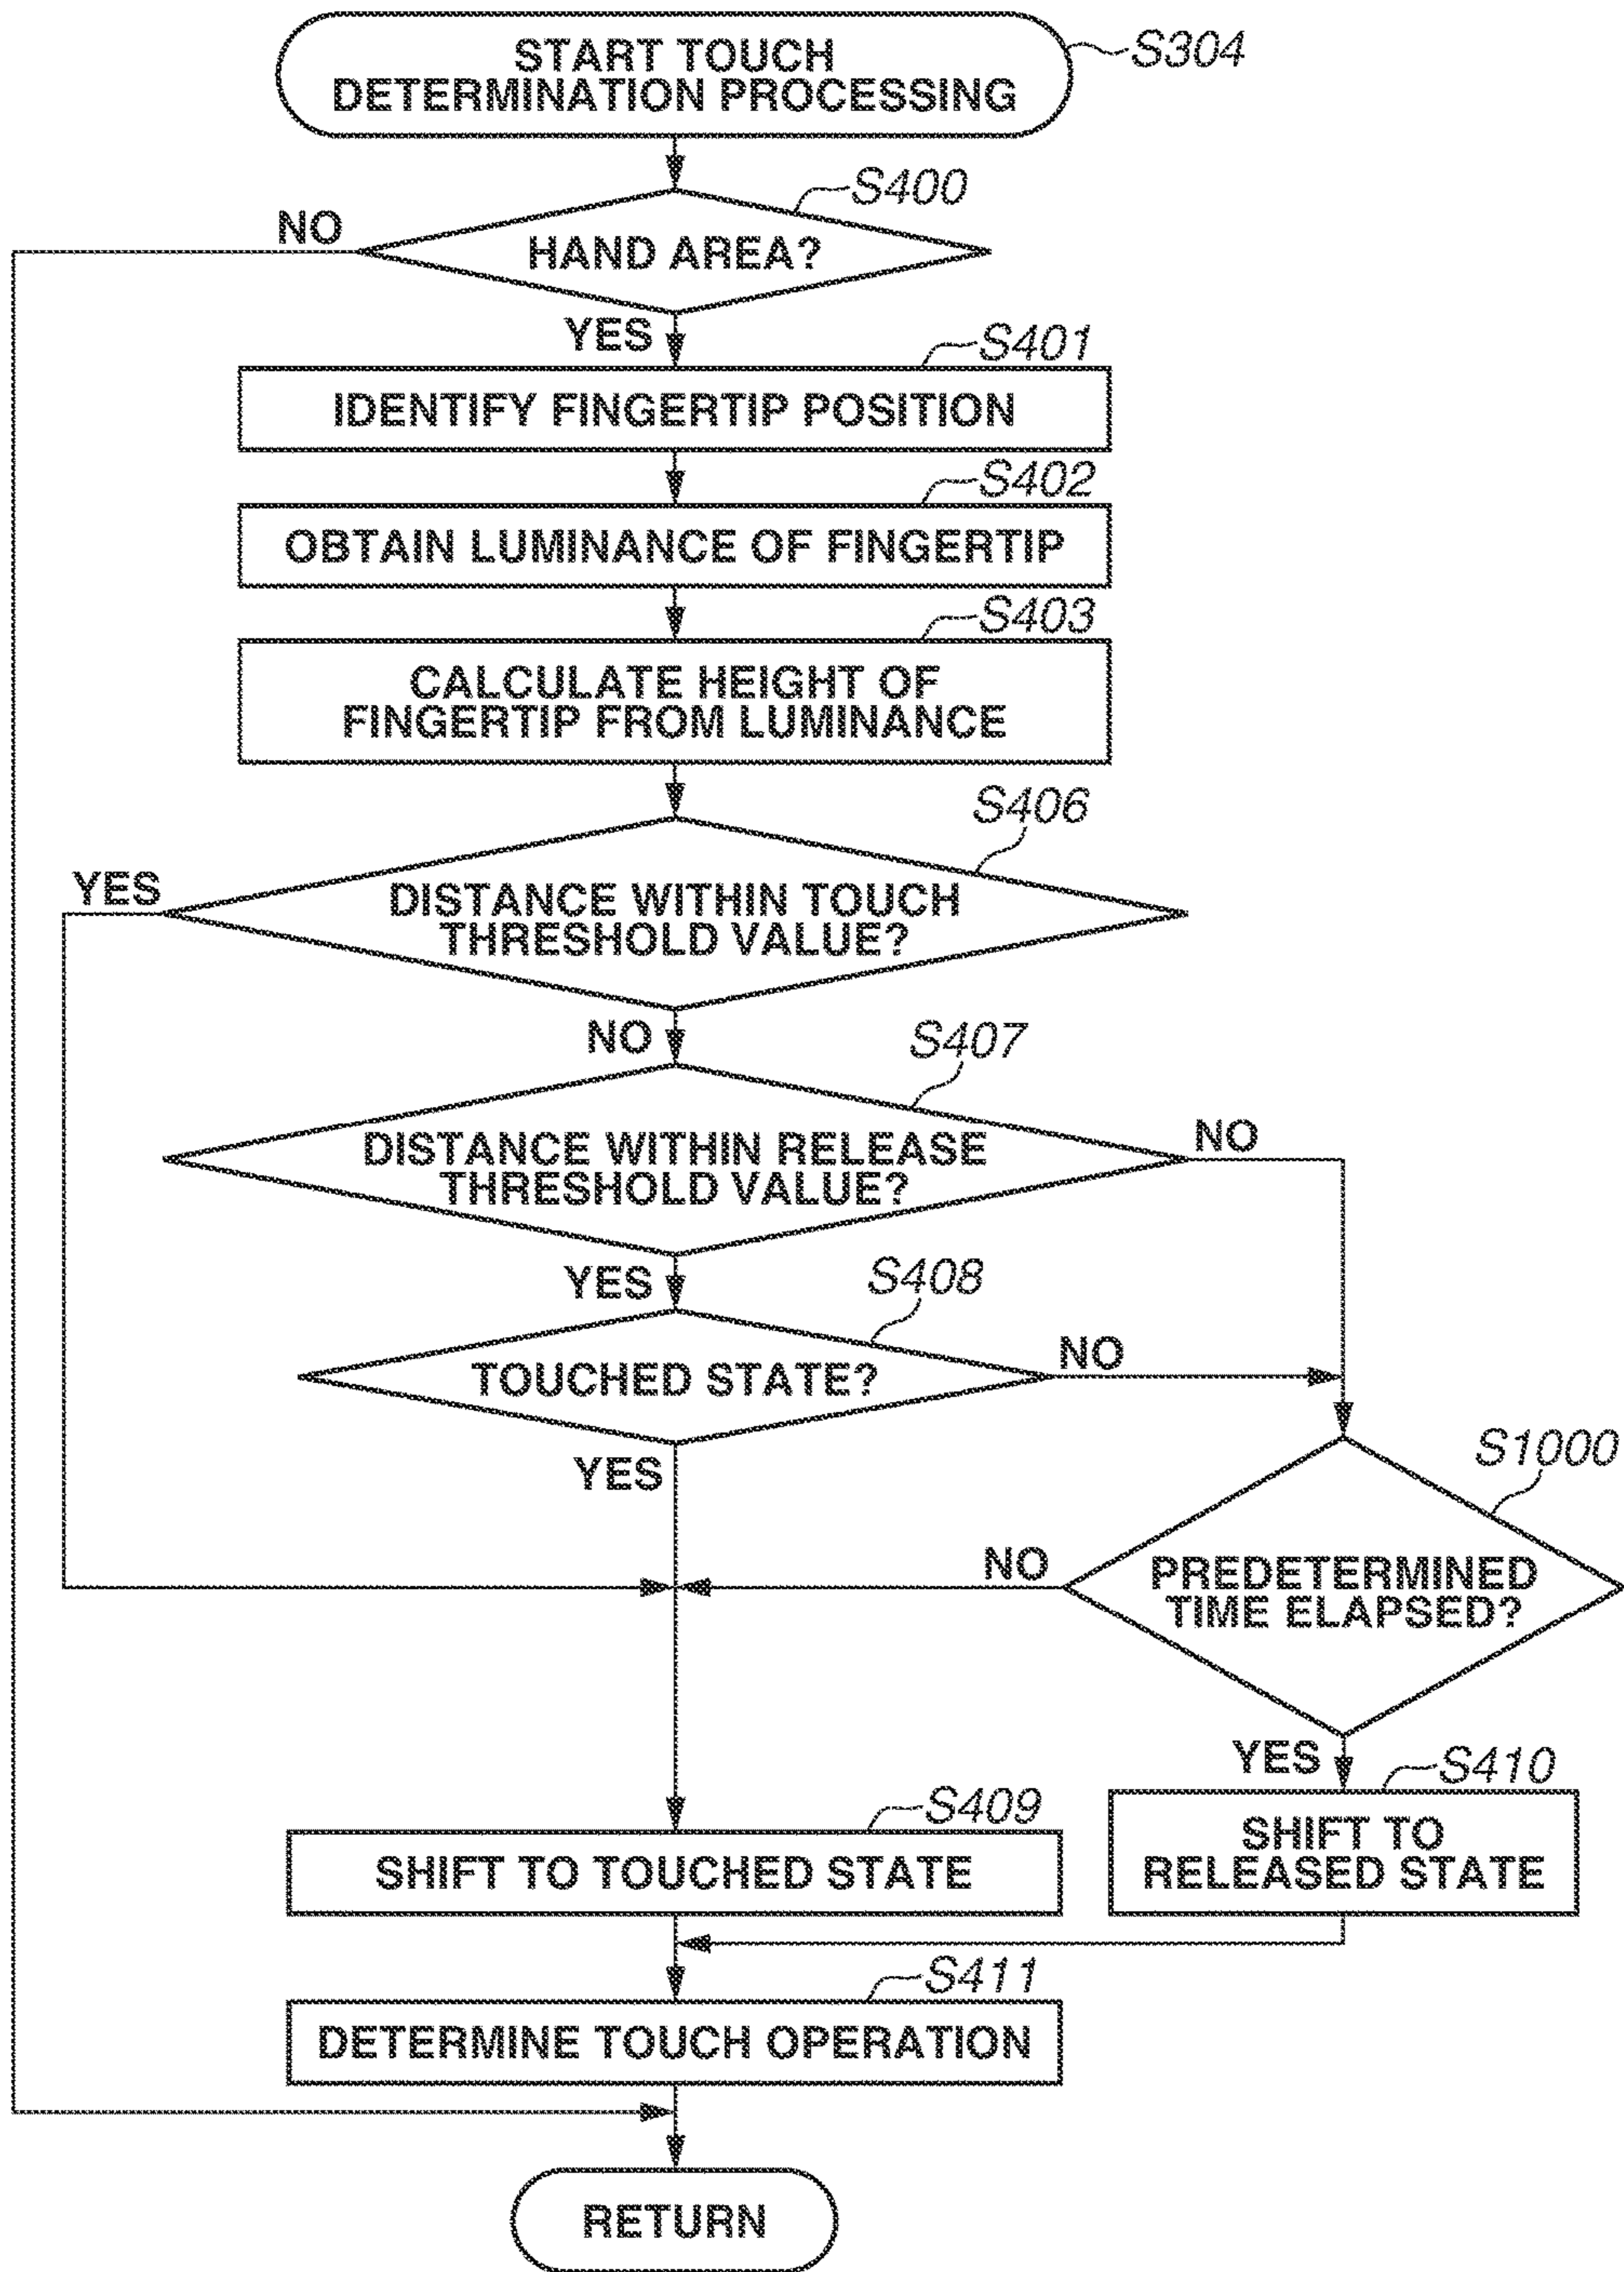 START TOUCH
DETERMINATION PROCESSING
S304
S400
NO
HAND AREA?
YES
S401
IDENTIFY FINGERTIP POSITION
S402
OBTAIN LUMINANCE OF FINGERTIP
S403
CALCULATE HEIGHT OF
FINGERTIP FROM LUMINANCE
S406
YES
DISTANCE WITHIN TOUCH
THRESHOLD VALUE?
NO
S407
DISTANCE WITHIN RELEASE
THRESHOLD VALUE?
NO
YES
S408
TOUCHED STATE?
NO
YES
S1000
NO
PREDETERMINED
TIME ELAPSED?
YES
S410
SHIFT TO
RELEASED STATE
S409
SHIFT TO TOUCHED STATE
S411
DETERMINE TOUCH OPERATION
RETURN